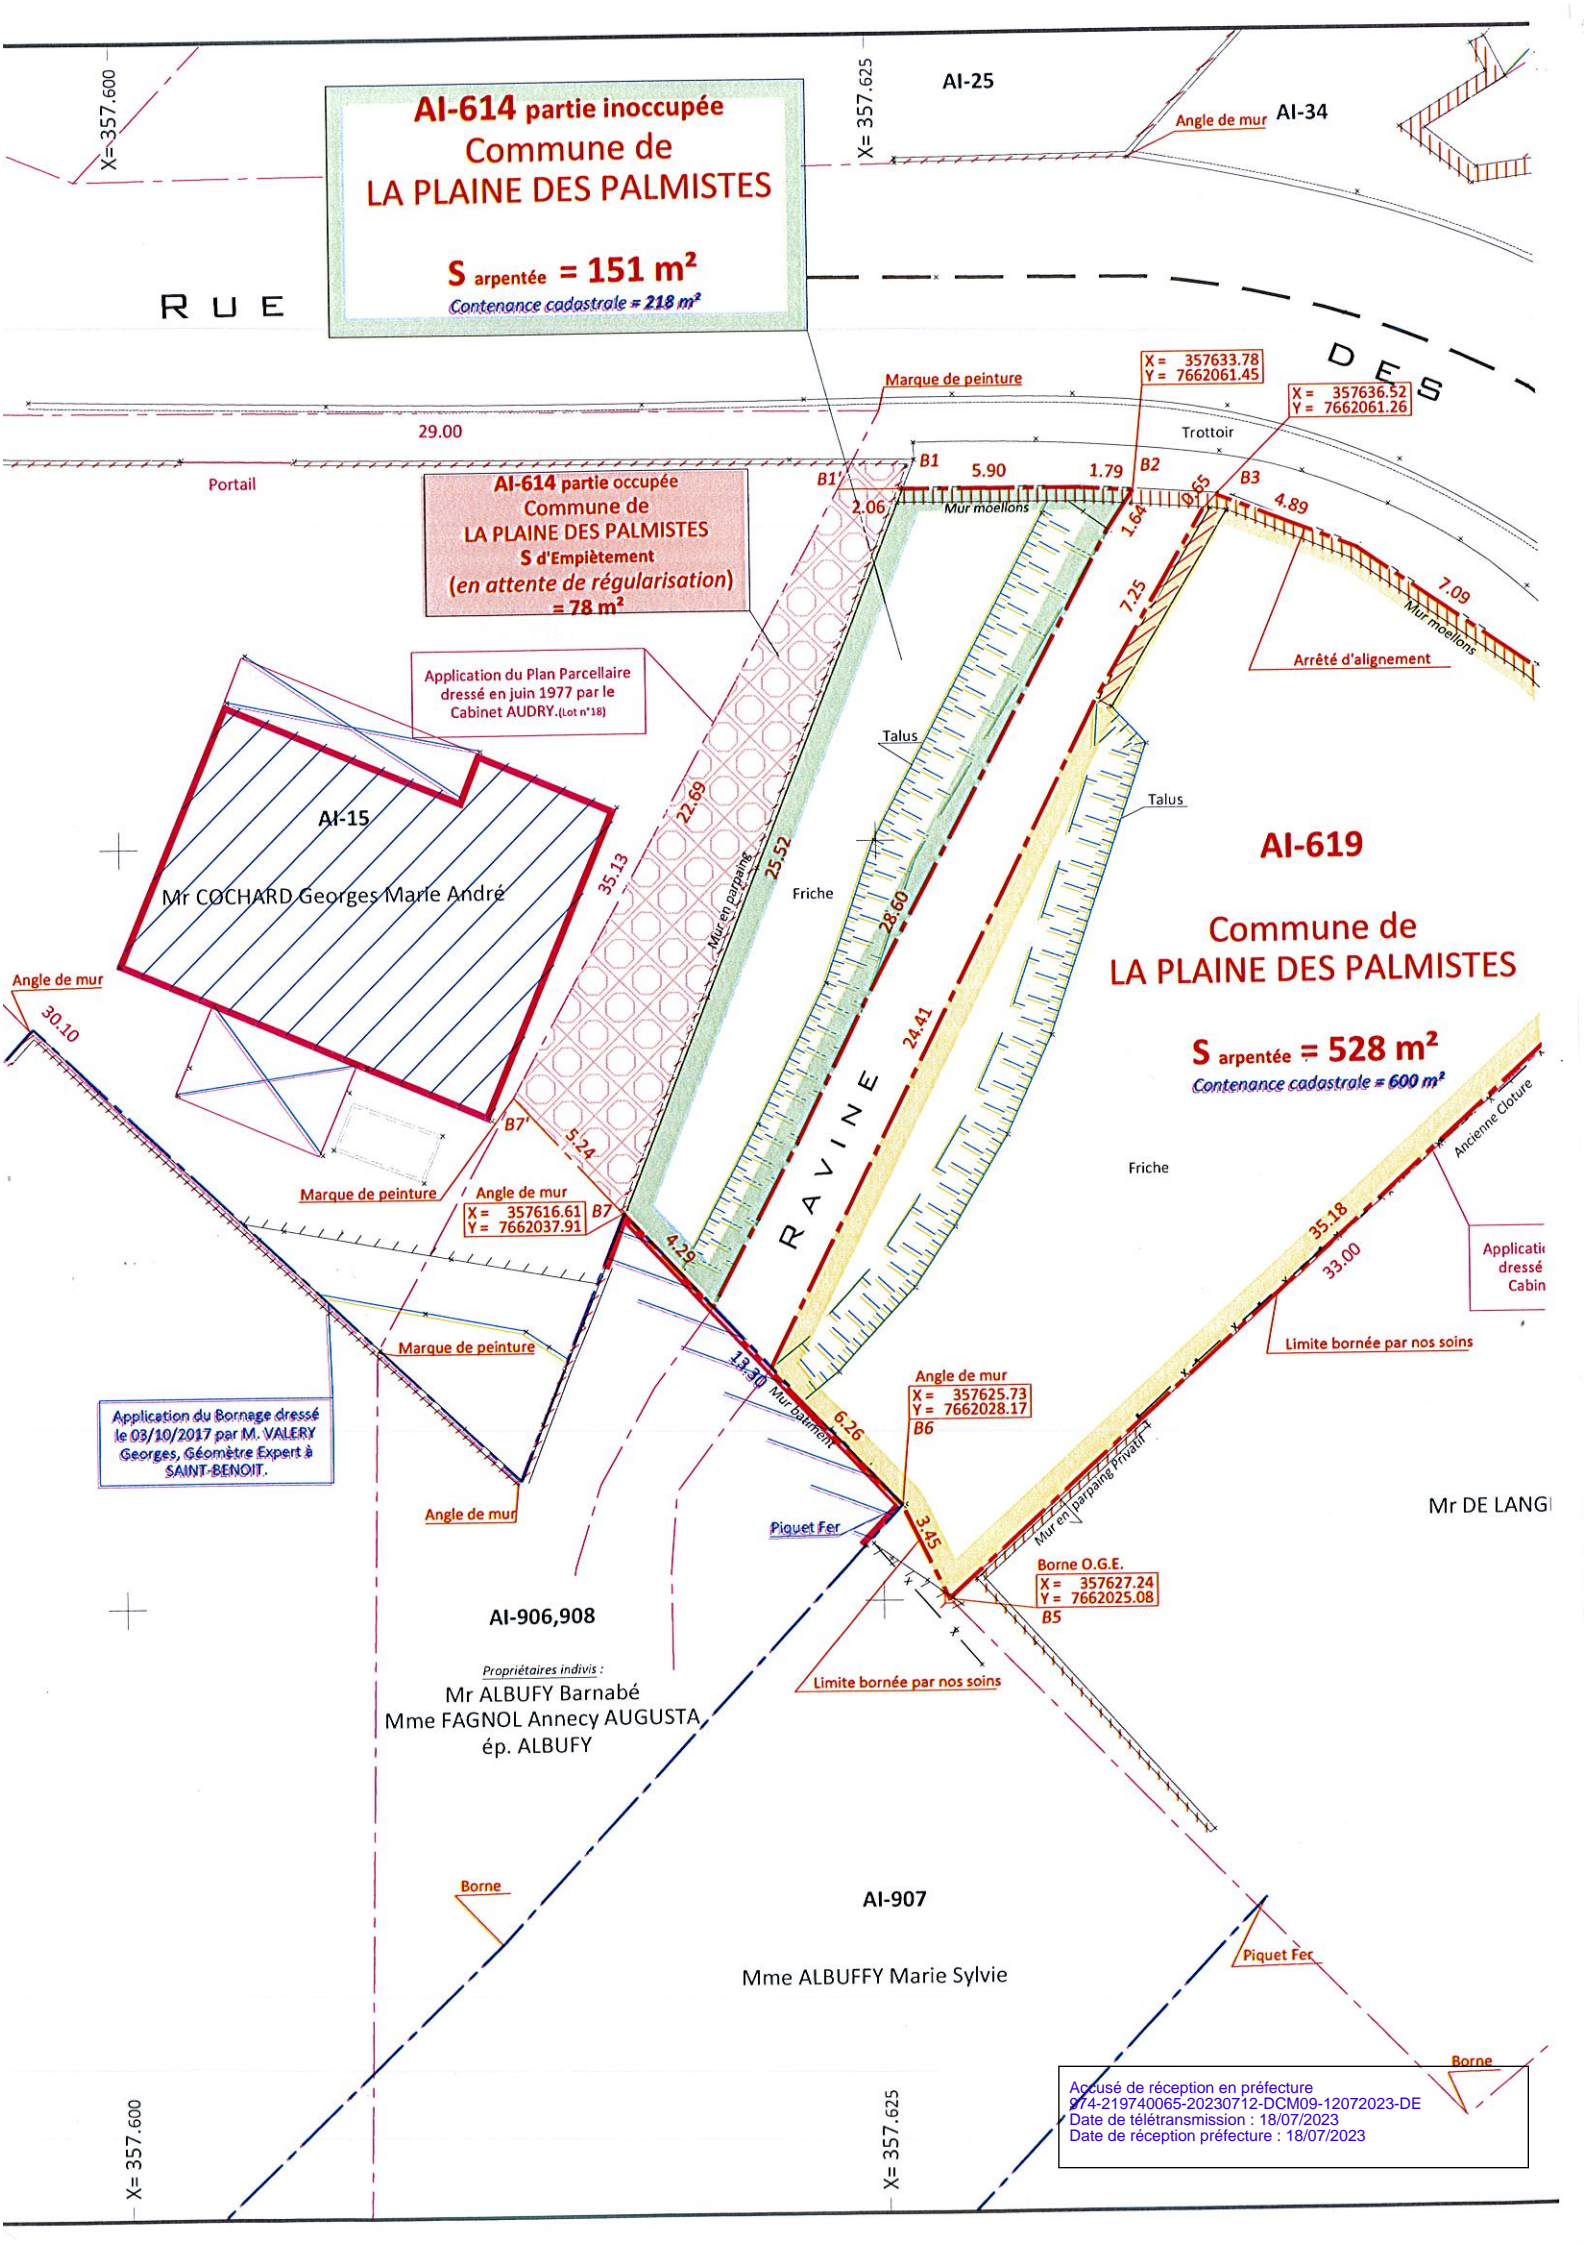 X= 357.600
X= 357.625
AI-25
Angle de mur
AI-34
AI-614 partie inoccupée
Commune de
LA PLAINE DES PALMISTES
S arpentée = 151 m²
Contenance cadastrale = 218 m²
RUE
DES
X = 357633.78
Y = 7662061.45
X = 357636.52
Y = 7662061.26
Marque de peinture
Trottoir
29.00
Portail
B1
B1'
5.90
1.79
B2
B3
0.65
4.89
2.06
Mur moellons
1.64
7.25
7.09
Mur moellons
Arrêté d'alignement
AI-614 partie occupée
Commune de
LA PLAINE DES PALMISTES
S d'Empiètement
(en attente de régularisation)
= 78 m²
Application du Plan Parcellaire
dressé en juin 1977 par le
Cabinet AUDRY.(Lot n°18)
Talus
Talus
AI-15
Mr COCHARD Georges Marie André
22.69
35.13
Mur en parpaing
25.52
Friche
28.60
24.41
AI-619
Commune de
LA PLAINE DES PALMISTES
S arpentée = 528 m²
Contenance cadastrale = 600 m²
Angle de mur
30.10
RAVINE
Ancienne Cloture
Friche
B7'
5.24
Marque de peinture
Angle de mur
X = 357616.61
Y = 7662037.91
B7
4.29
35.18
33.00
Applicati
dressé
Cabin
Limite bornée par nos soins
Marque de peinture
13.30
Mur batiment
6.26
Angle de mur
X = 357625.73
Y = 7662028.17
B6
Application du Bornage dressé
le 03/10/2017 par M. VALERY
Georges, Géomètre Expert à
SAINT-BENOIT.
Angle de mur
Piquet Fer
3.45
Mur en parpaing Privatif
Mr DE LANG
Borne O.G.E.
X = 357627.24
Y = 7662025.08
B5
AI-906,908
Propriétaires indivis :
Mr ALBUFY Barnabé
Mme FAGNOL Annecy AUGUSTA
ép. ALBUFY
Limite bornée par nos soins
Borne
AI-907
Mme ALBUFFY Marie Sylvie
Piquet Fer
Borne
Accusé de réception en préfecture
974-219740065-20230712-DCM09-12072023-DE
Date de télétransmission : 18/07/2023
Date de réception préfecture : 18/07/2023
X= 357.600
X= 357.625